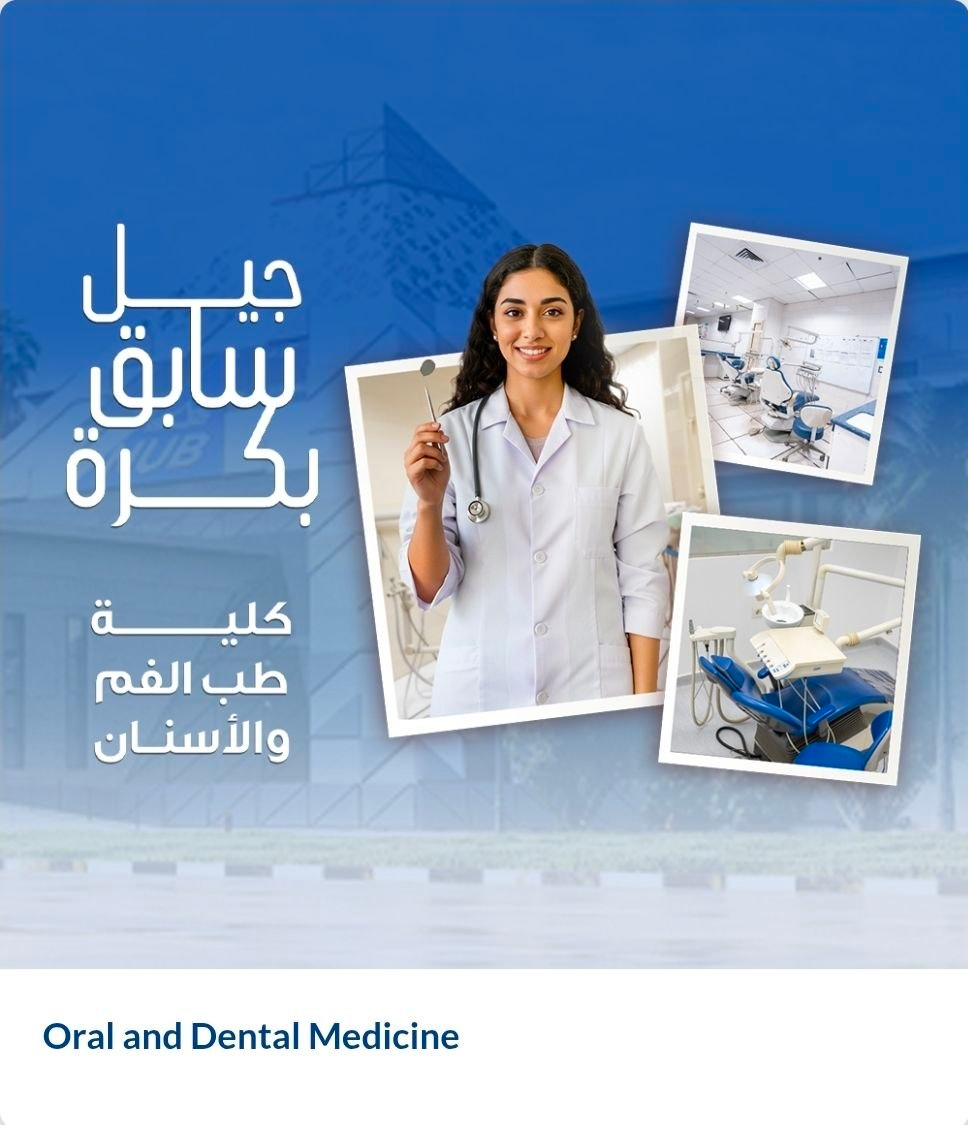 جيل
سابق
بكرة
كلية
طب الفم
والأسنان
Oral and Dental Medicine